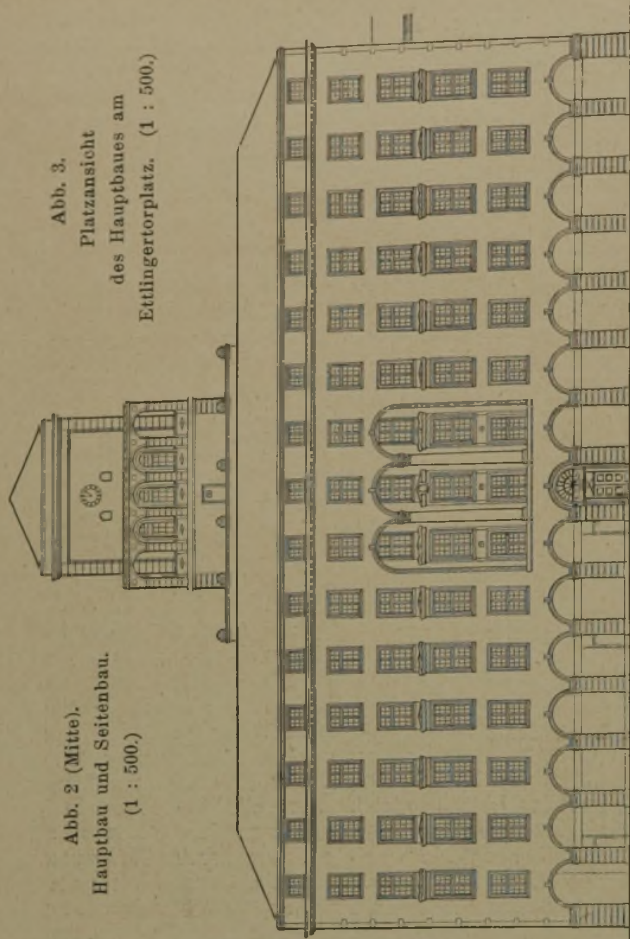 Abb. 2 (Mitte).
Hauptbau und Seitenbau.
(1 : 500.)
Abb. 3.
Platzansicht
des Hauptbaues am
Ettlingertorplatz. (1 : 500.)